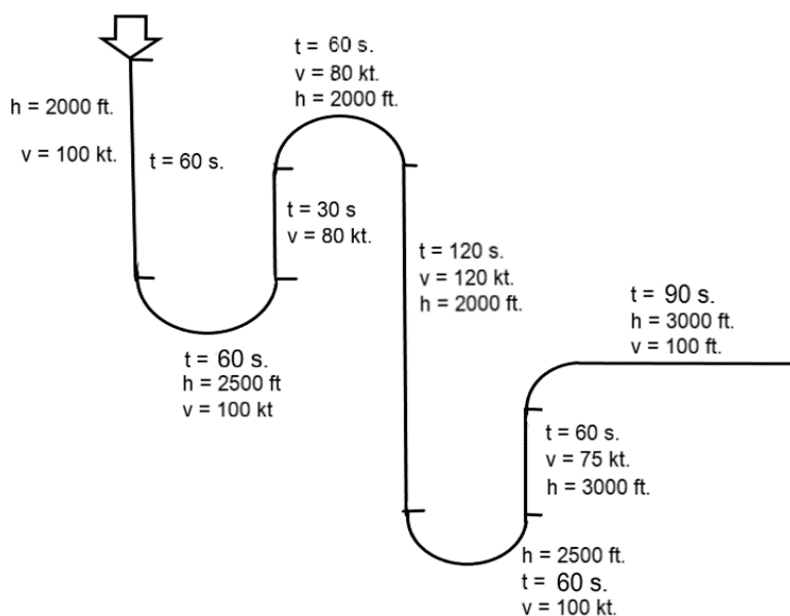 h = 2000 ft.
v = 100 kt.
t = 60 s.
t = 60 s.
h = 2500 ft
v = 100 kt
t = 30 s
v = 80 kt.
t = 60 s.
v = 80 kt.
h = 2000 ft.
t = 120 s.
v = 120 kt.
h = 2000 ft.
h = 2500 ft.
t = 60 s.
v = 100 kt.
t = 60 s.
v = 75 kt.
h = 3000 ft.
t = 90 s.
h = 3000 ft.
v = 100 ft.